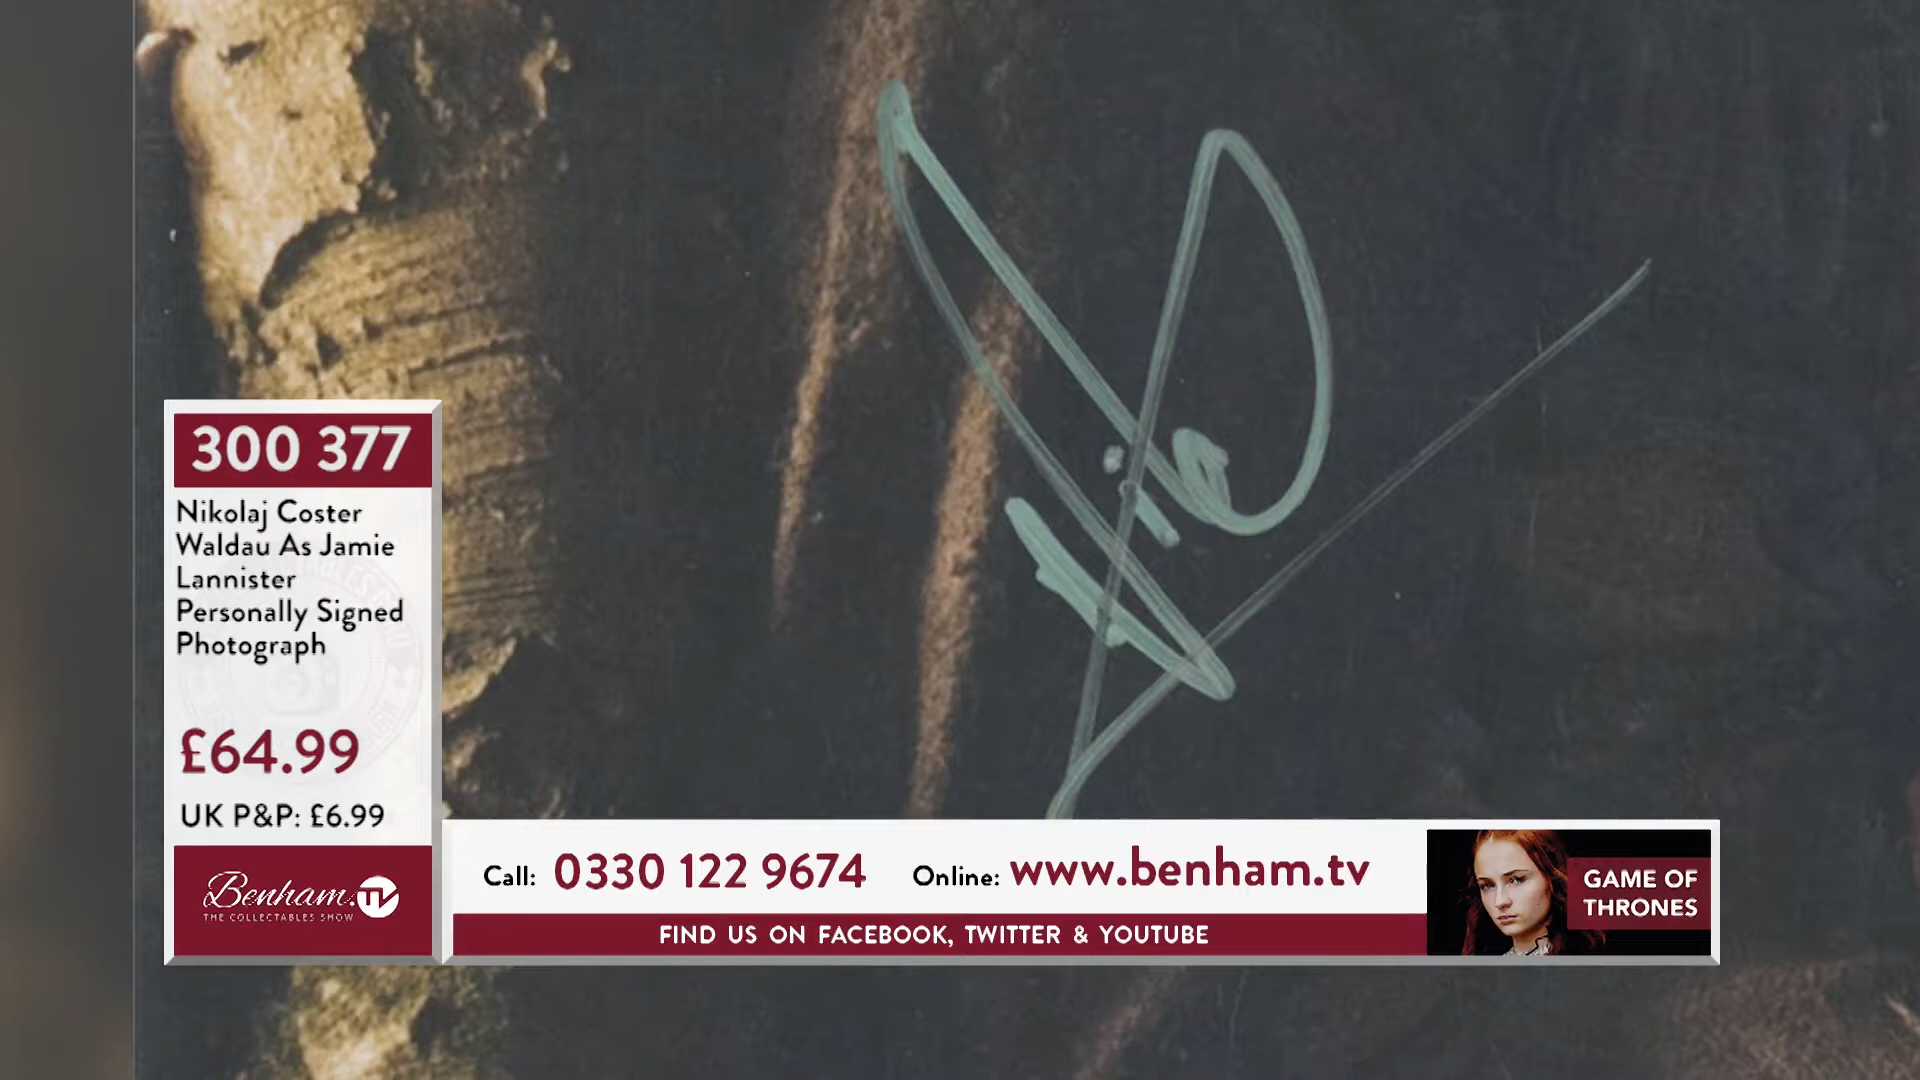 300 377
Nikolaj Coster
Waldau As Jamie
Lannister
Personally Signed
Photograph
£64.99
UK P&P: £6.99
Benham.TV
THE COLLECTABLES SHOW
Call: 0330 122 9674 Online: www.benham.tv
FIND US ON FACEBOOK, TWITTER & YOUTUBE
GAME OF
THRONES